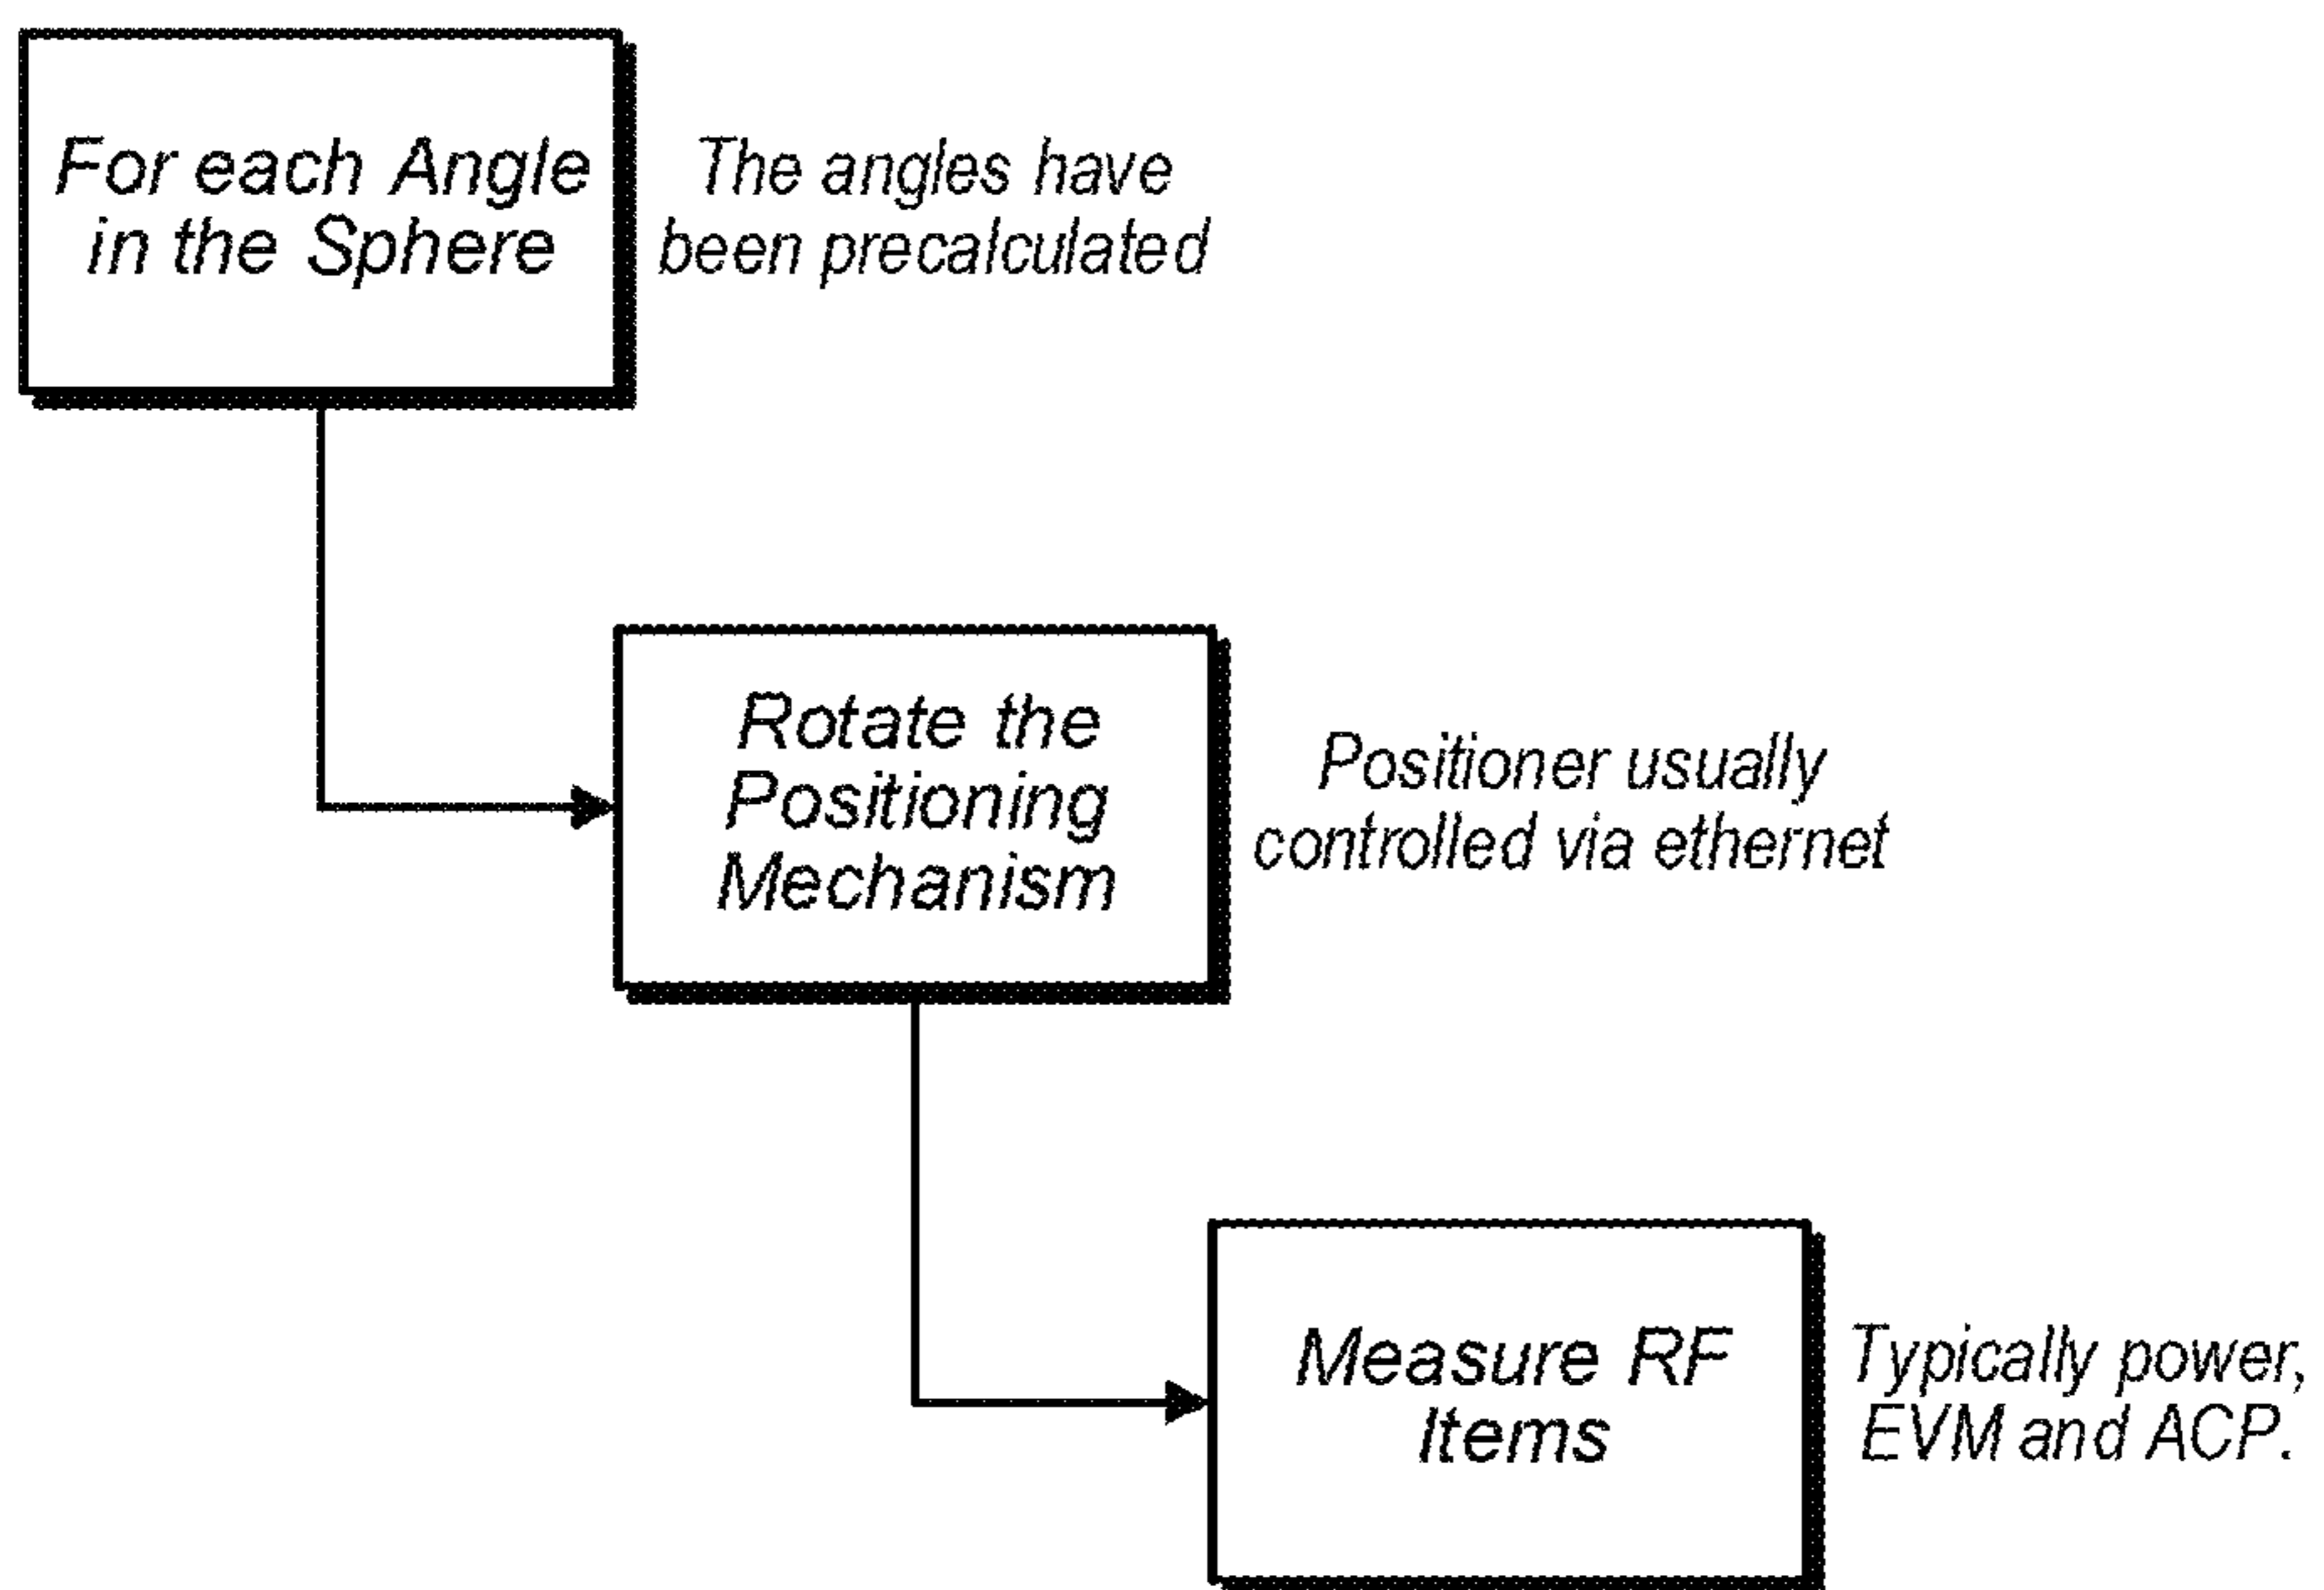 For each Angle
in the Sphere
The angles have
been precalculated
Rotate the
Positioning
Mechanism
Positioner usually
controlled via ethernet
Measure RF
Items
Typically power,
EVM and ACP.